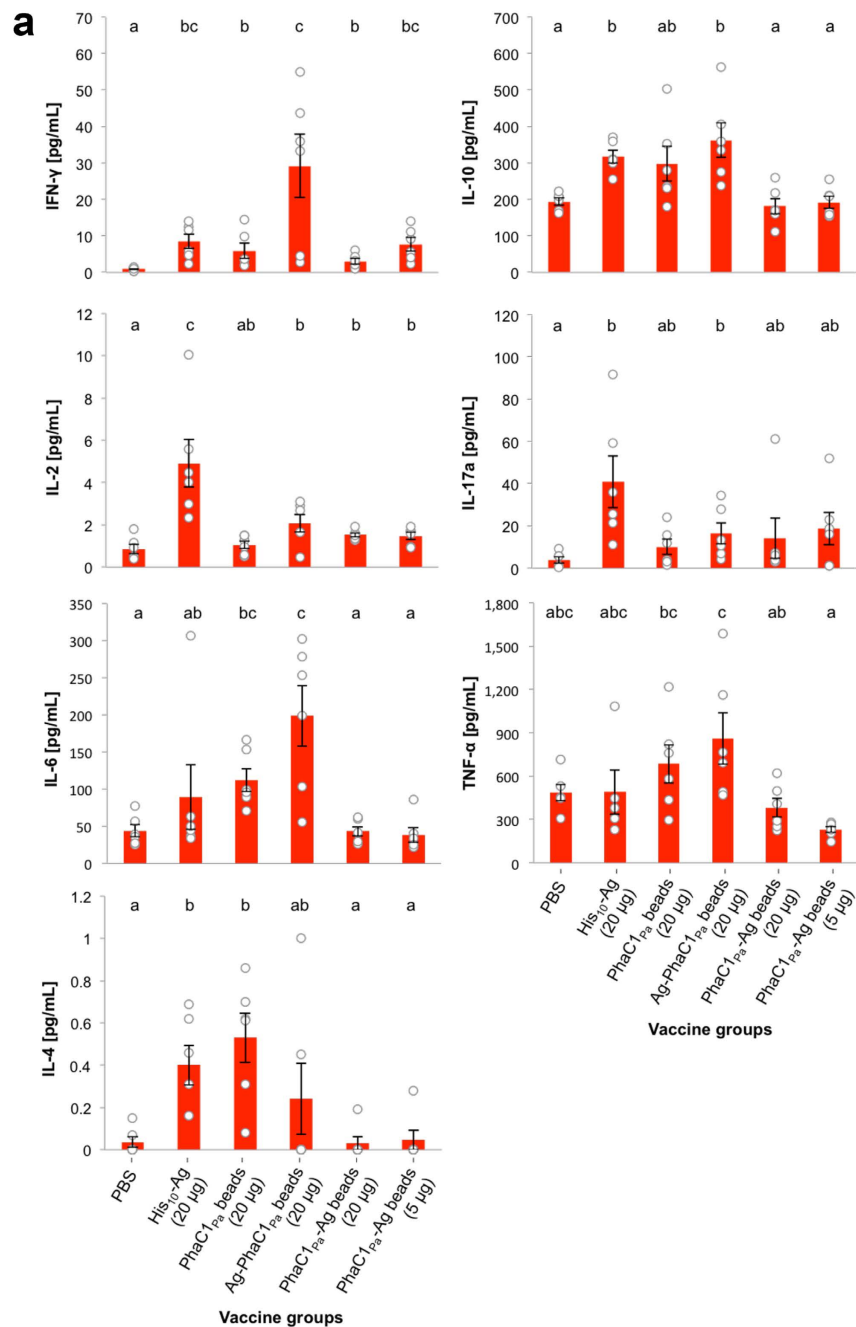 a
IFN-γ [pg/mL]
70
60
50
40
30
20
10
0
a bc b c b bc
IL-2 [pg/mL]
12
10
8
6
4
2
0
a c ab b b b
IL-6 [pg/mL]
350
300
250
200
150
100
50
0
a ab bc c a a
IL-4 [pg/mL]
1.2
1
0.8
0.6
0.4
0.2
0
a b b ab a a
PBS
His₁₀-Ag
(20 µg)
PhaC1Pa beads
(20 µg)
Ag-PhaC1Pa beads
(20 µg)
PhaC1Pa-Ag beads
(20 µg)
PhaC1Pa-Ag beads
(5 µg)
Vaccine groups
IL-10 [pg/mL]
700
600
500
400
300
200
100
0
a b ab b a a
IL-17a [pg/mL]
120
100
80
60
40
20
0
a b ab b ab ab
TNF-α [pg/mL]
1,800
1,500
1,200
900
600
300
0
abc abc bc c ab a
PBS
His₁₀-Ag
(20 µg)
PhaC1Pa beads
(20 µg)
Ag-PhaC1Pa beads
(20 µg)
PhaC1Pa-Ag beads
(20 µg)
PhaC1Pa-Ag beads
(5 µg)
Vaccine groups